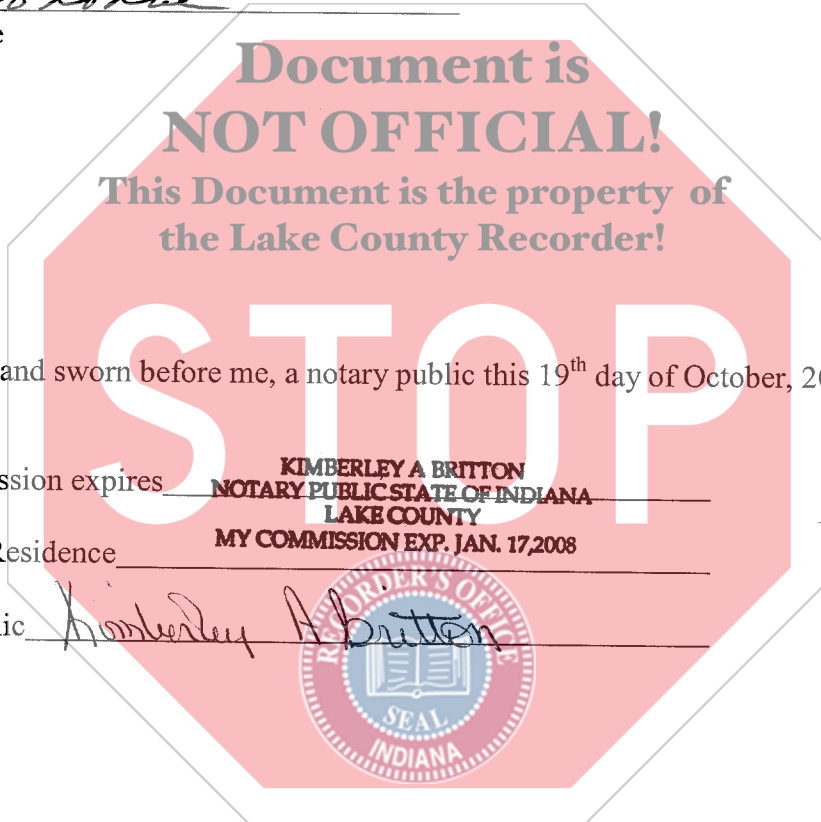 e
Document is
NOT OFFICIAL!
This Document is the property of
the Lake County Recorder!
STOP
and sworn before me, a notary public this 19th day of October, 20
ssion expires
KIMBERLEY A BRITTON
NOTARY PUBLIC STATE OF INDIANA
LAKE COUNTY
MY COMMISSION EXP. JAN. 17,2008
Residence
ic Kimberley A Britton
RECORDER'S OFFICE
SEAL
INDIANA